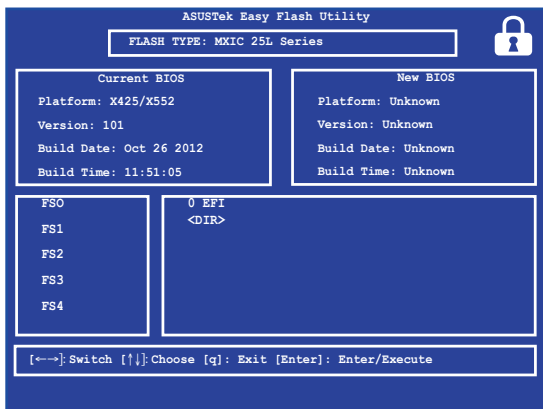 ASUSTek Easy Flash Utility
FLASH TYPE: MXIC 25L Series
Current BIOS
Platform: X425/X552
Version: 101
Build Date: Oct 26 2012
Build Time: 11:51:05
New BIOS
Platform: Unknown
Version: Unknown
Build Date: Unknown
Build Time: Unknown
FSO
FS1
FS2
FS3
FS4
0 EFI
<DIR>
[←→]: Switch [↑↓]: Choose [q]: Exit [Enter]: Enter/Execute